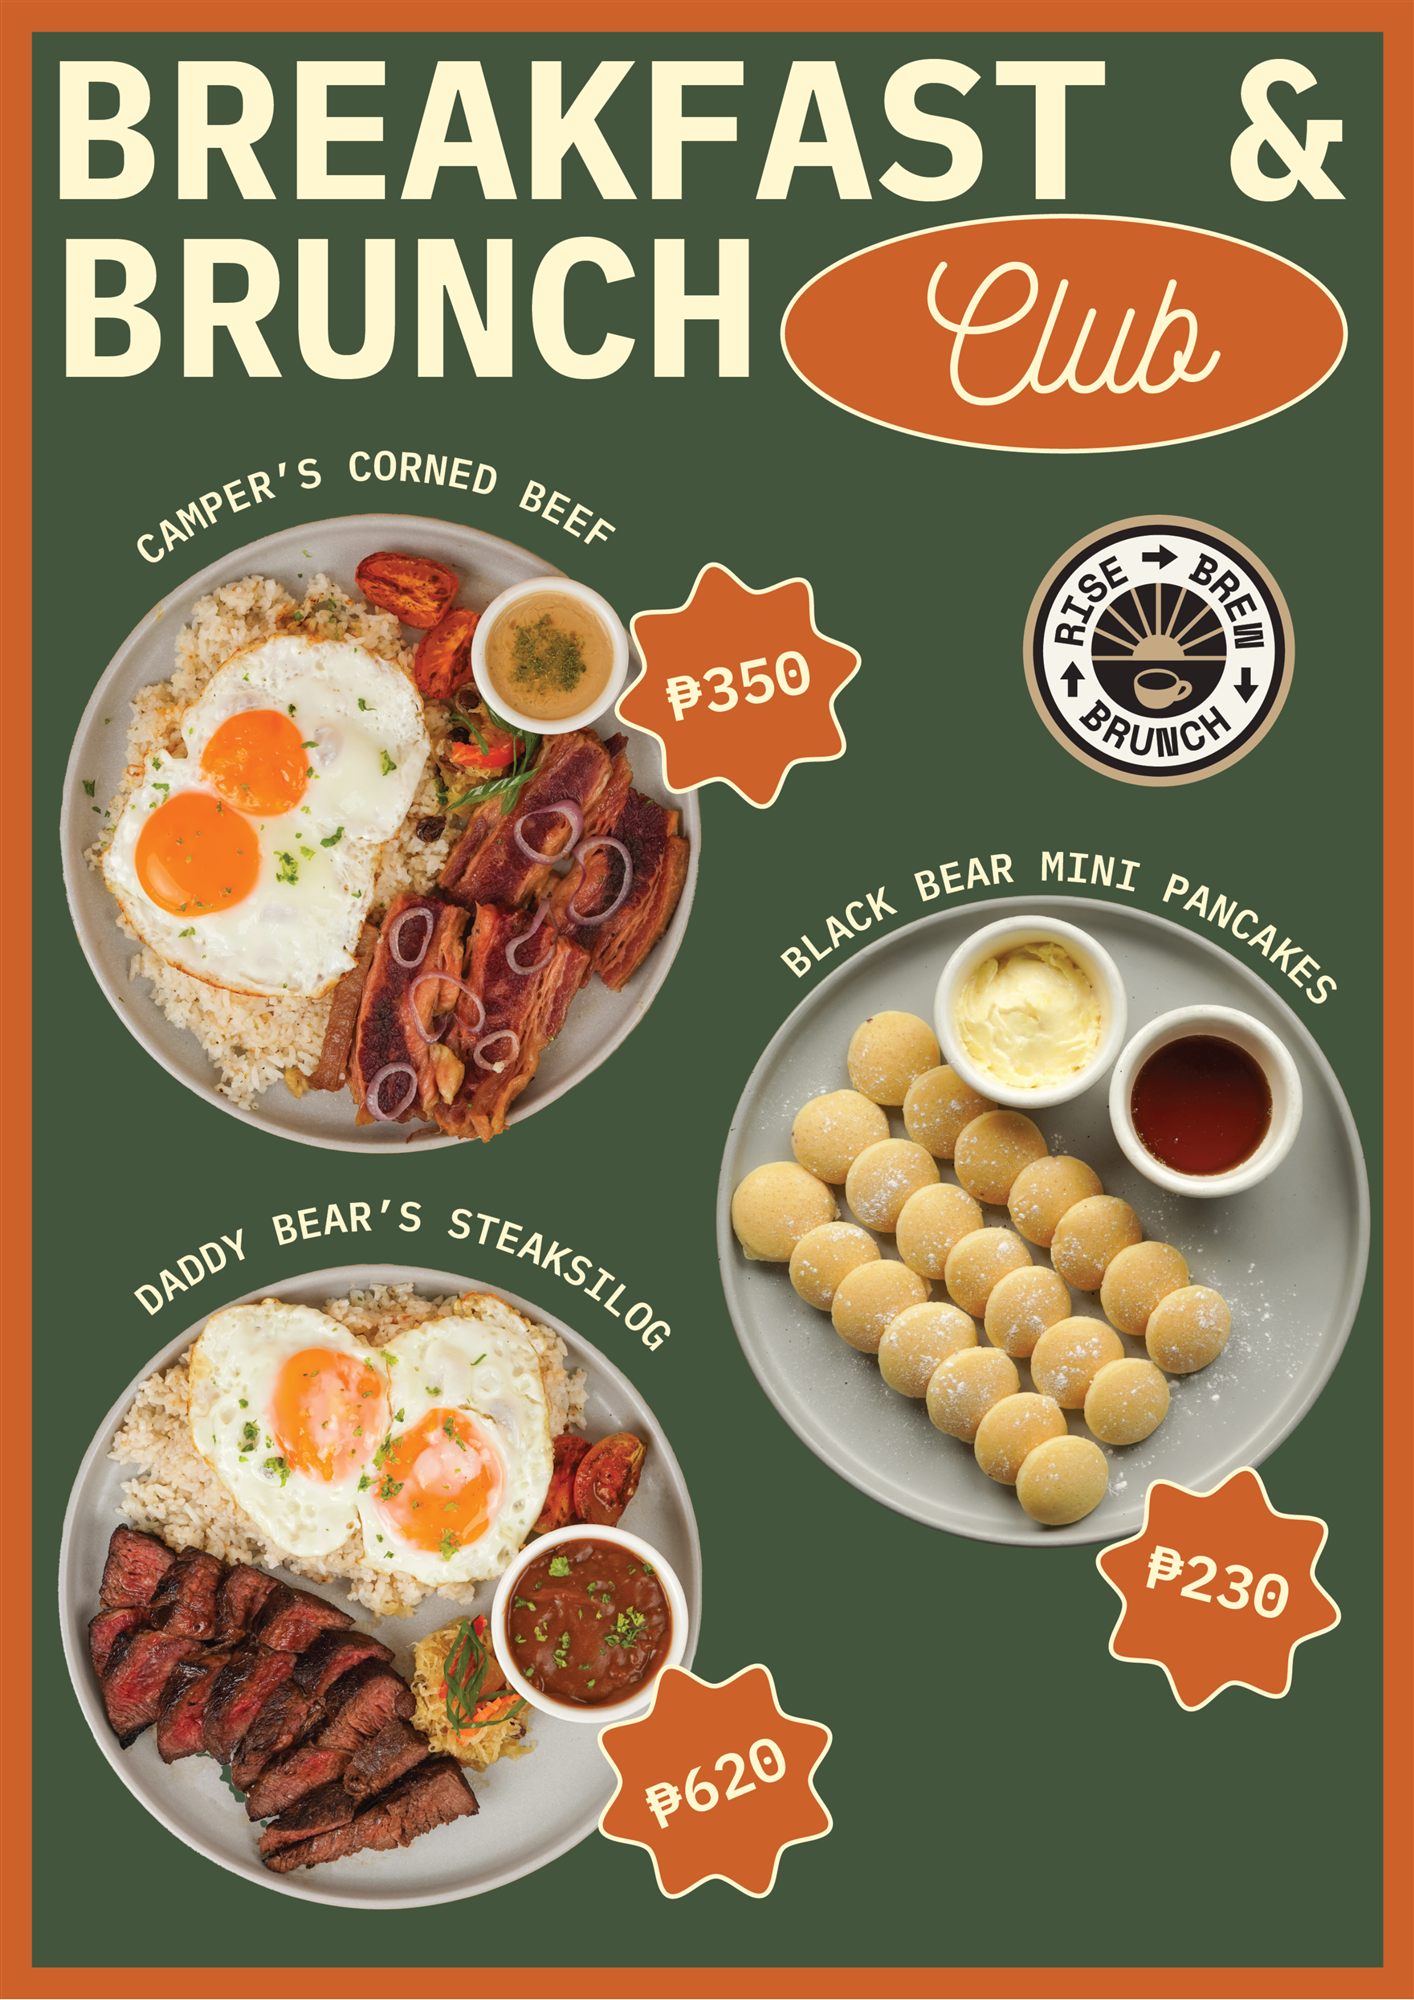 BREAKFAST &
BRUNCH Club
CAMPER'S CORNED BEEF
₱350
RISE → BREW → BRUNCH →
BLACK BEAR MINI PANCAKES
₱230
DADDY BEAR'S STEAKSILOG
₱620